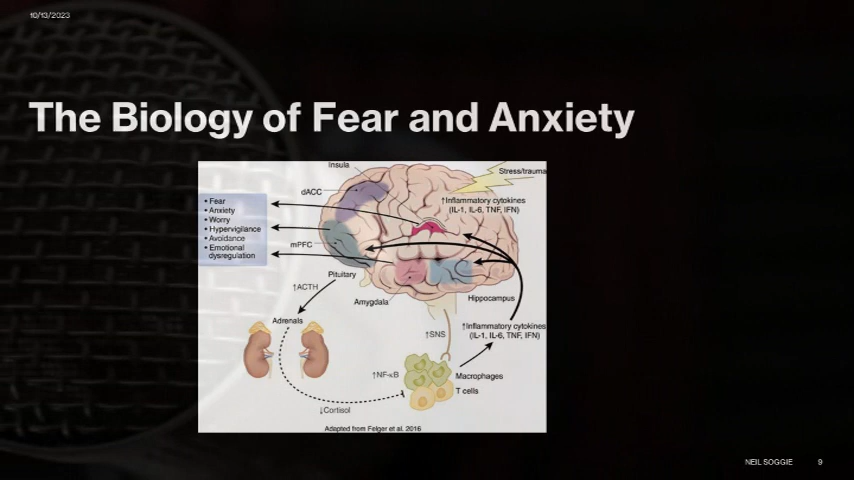 10/13/2023
The Biology of Fear and Anxiety
Insula
Stress/trauma
dACC
↑Inflammatory cytokines
(IL-1, IL-6, TNF, IFN)
• Fear
• Anxiety
• Worry
• Hypervigilance
• Avoidance
• Emotional
dysregulation
mPFC
Pituitary
↑ACTH
Amygdala
Hippocampus
Adrenals
↑Inflammatory cytokines
(IL-1, IL-6, TNF, IFN)
↑SNS
↑NF-κB
Macrophages
T cells
↓Cortisol
Adapted from Felger et al. 2016
NEIL SOGGIE
9